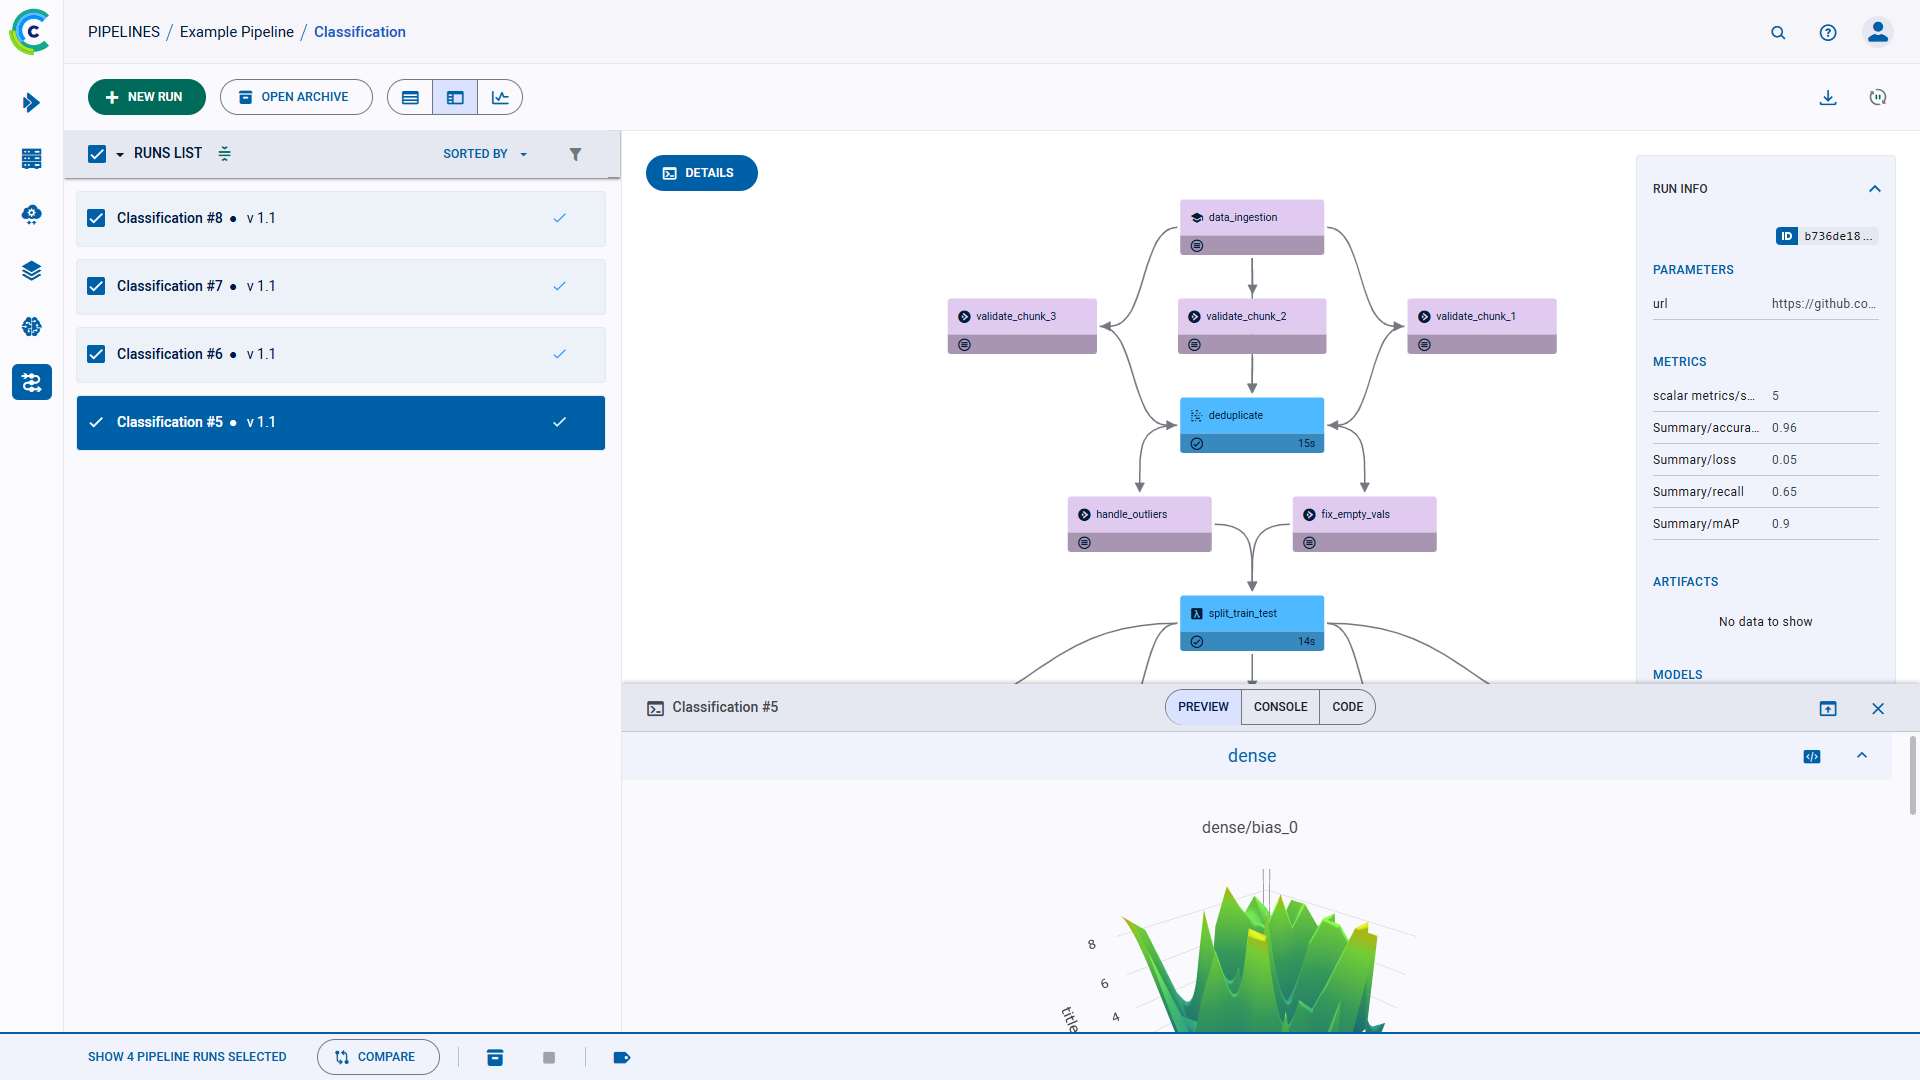 PIPELINES / Example Pipeline / Classification
NEW RUN
OPEN ARCHIVE
RUNS LIST
SORTED BY
Classification #8 ● v 1.1
Classification #7 ● v 1.1
Classification #6 ● v 1.1
Classification #5 ● v 1.1
DETAILS
data_ingestion
validate_chunk_3
validate_chunk_2
validate_chunk_1
deduplicate
15s
handle_outliers
fix_empty_vals
split_train_test
14s
RUN INFO
ID b736de18...
PARAMETERS
url https://github.co...
METRICS
scalar metrics/s... 5
Summary/accura... 0.96
Summary/loss 0.05
Summary/recall 0.65
Summary/mAP 0.9
ARTIFACTS
No data to show
MODELS
Classification #5
PREVIEW
CONSOLE
CODE
dense
dense/bias_0
8
6
4
title
SHOW 4 PIPELINE RUNS SELECTED
COMPARE